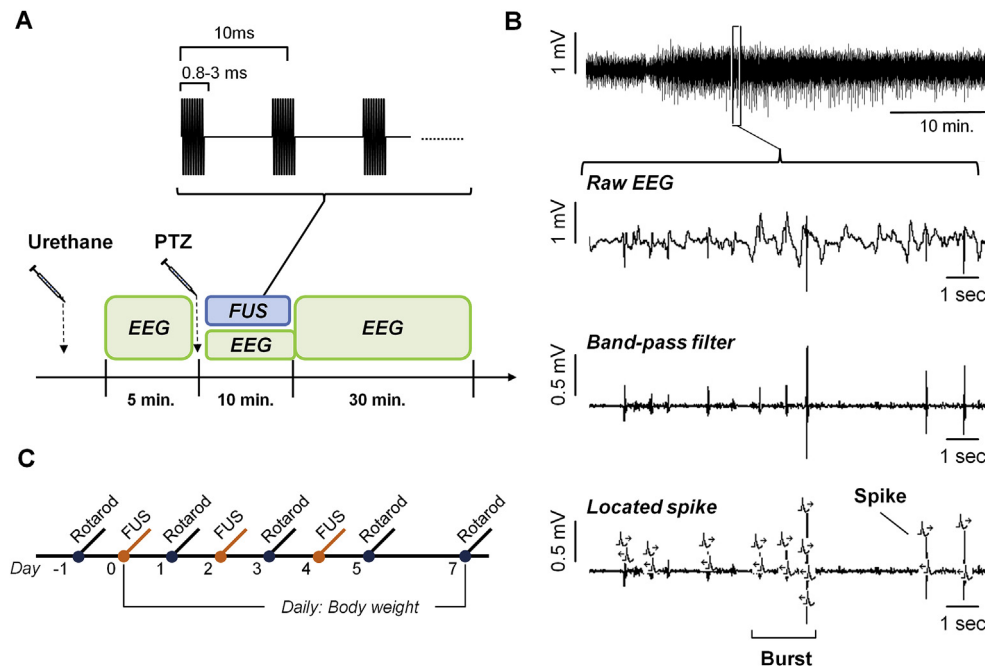 A
10ms
0.8-3 ms
Urethane
PTZ
EEG
FUS
EEG
EEG
5 min.
10 min.
30 min.
B
1 mV
10 min.
Raw EEG
1 mV
1 sec
Band-pass filter
0.5 mV
1 sec
Located spike
Spike
0.5 mV
1 sec
Burst
C
Rotarod
FUS
Rotarod
FUS
Rotarod
FUS
Rotarod
Rotarod
Day -1 0 1 2 3 4 5 7
Daily: Body weight